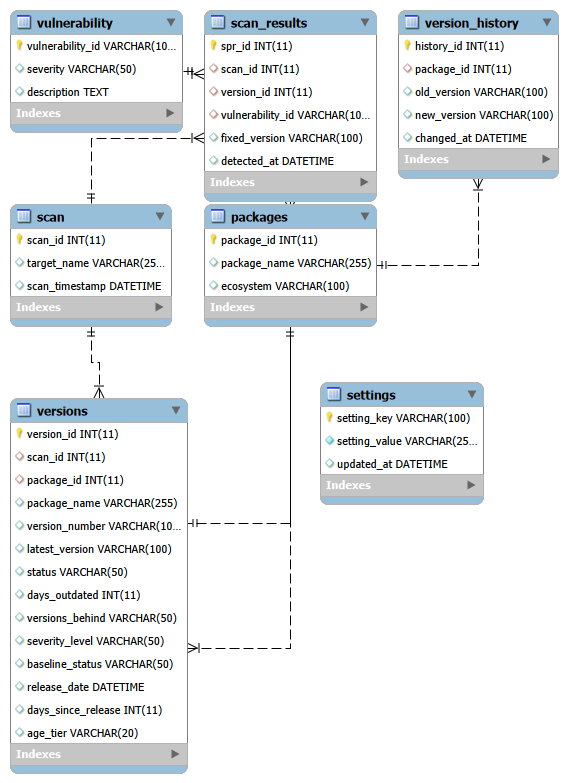 vulnerability
vulnerability_id VARCHAR(10...
severity VARCHAR(50)
description TEXT
Indexes
scan_results
spr_id INT(11)
scan_id INT(11)
version_id INT(11)
vulnerability_id VARCHAR(10...
fixed_version VARCHAR(100)
detected_at DATETIME
Indexes
version_history
history_id INT(11)
package_id INT(11)
old_version VARCHAR(100)
new_version VARCHAR(100)
changed_at DATETIME
Indexes
scan
scan_id INT(11)
target_name VARCHAR(25...
scan_timestamp DATETIME
Indexes
packages
package_id INT(11)
package_name VARCHAR(255)
ecosystem VARCHAR(100)
Indexes
versions
version_id INT(11)
scan_id INT(11)
package_id INT(11)
package_name VARCHAR(255)
version_number VARCHAR(10...
latest_version VARCHAR(100)
status VARCHAR(50)
days_outdated INT(11)
versions_behind VARCHAR(50)
severity_level VARCHAR(50)
baseline_status VARCHAR(50)
release_date DATETIME
days_since_release INT(11)
age_tier VARCHAR(20)
Indexes
settings
setting_key VARCHAR(100)
setting_value VARCHAR(25...
updated_at DATETIME
Indexes